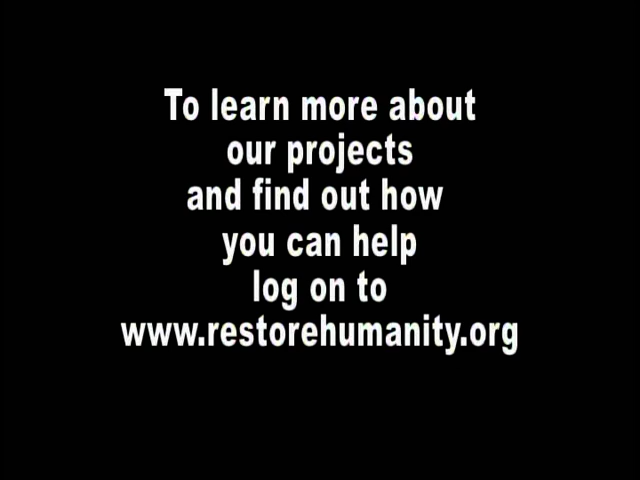 To learn more about
our projects
and find out how
you can help
log on to
www.restorehumanity.org